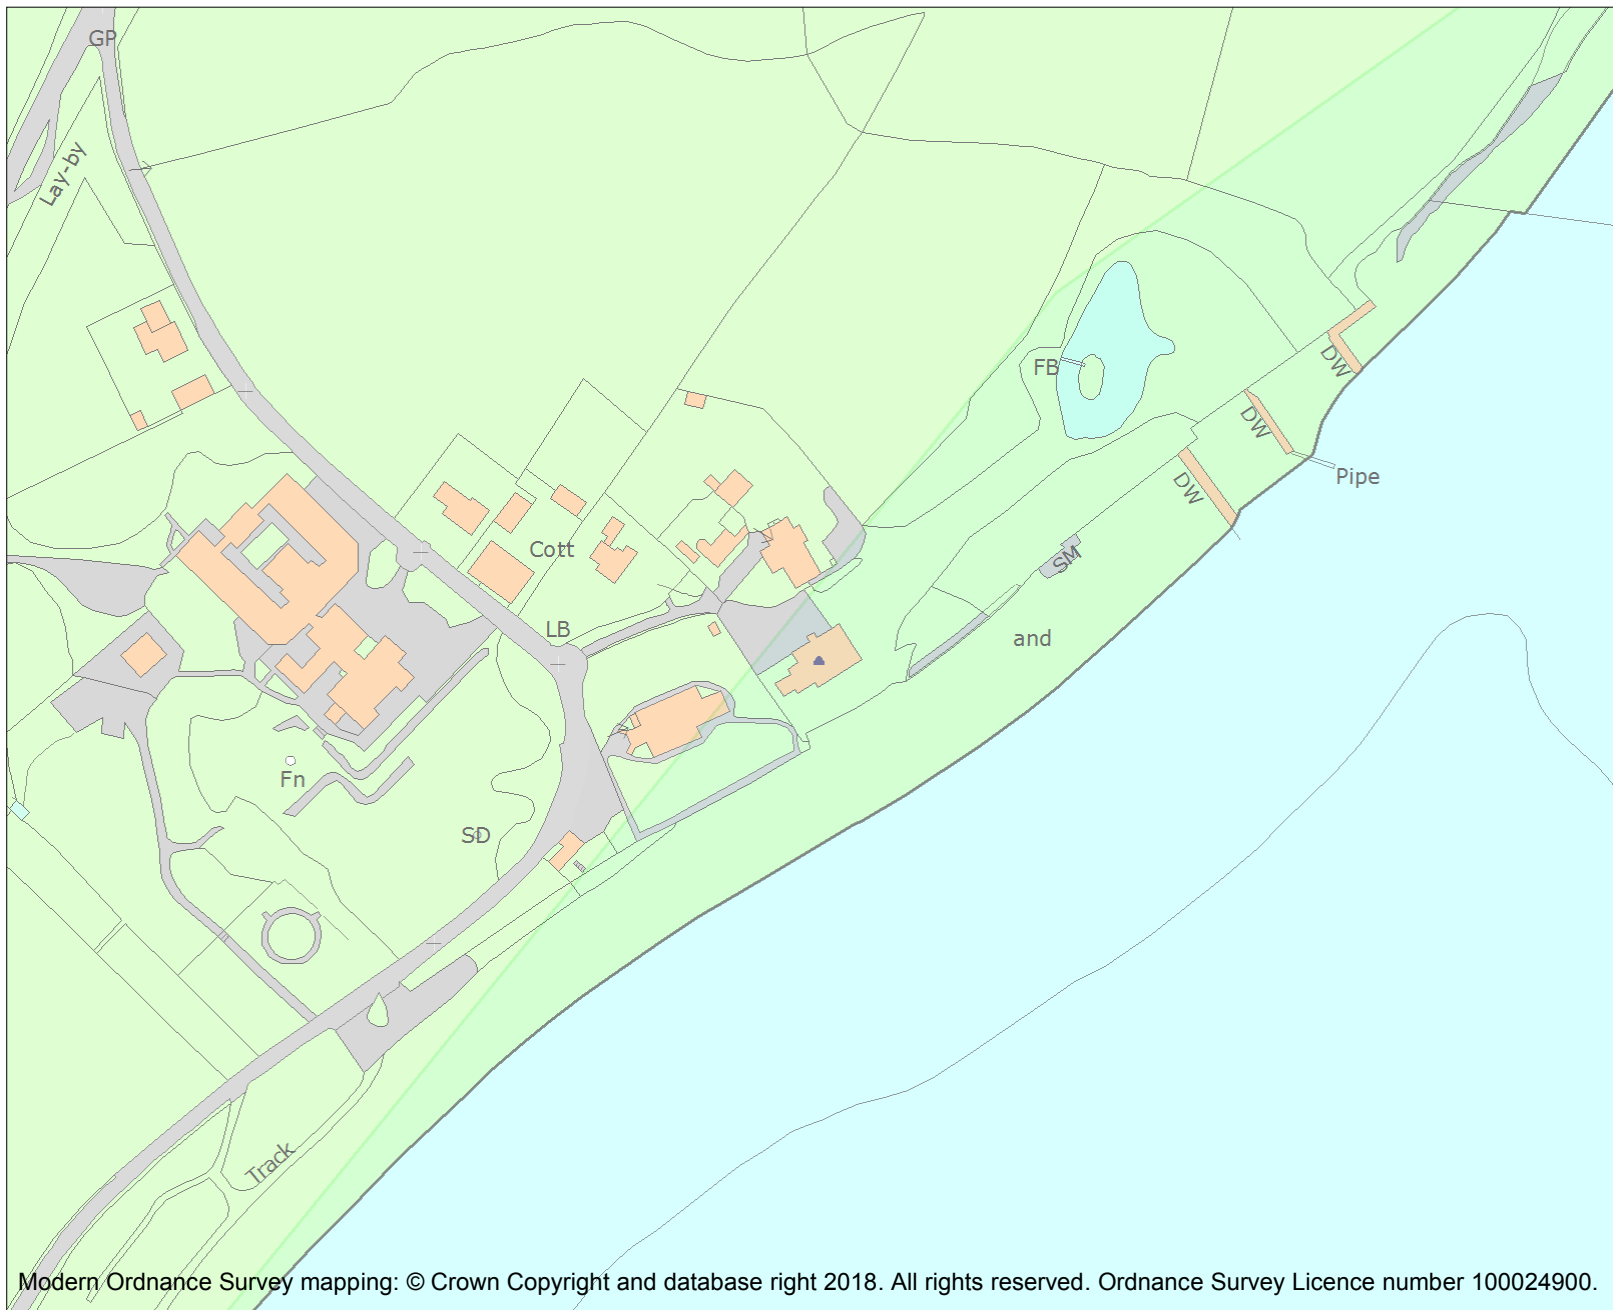 GP
Lay-by
FB
DW
DW
Pipe
DW
Cott
SM
LB
and
Fn
SD
Track
Modern Ordnance Survey mapping: © Crown Copyright and database right 2018. All rights reserved. Ordnance Survey Licence number 100024900.